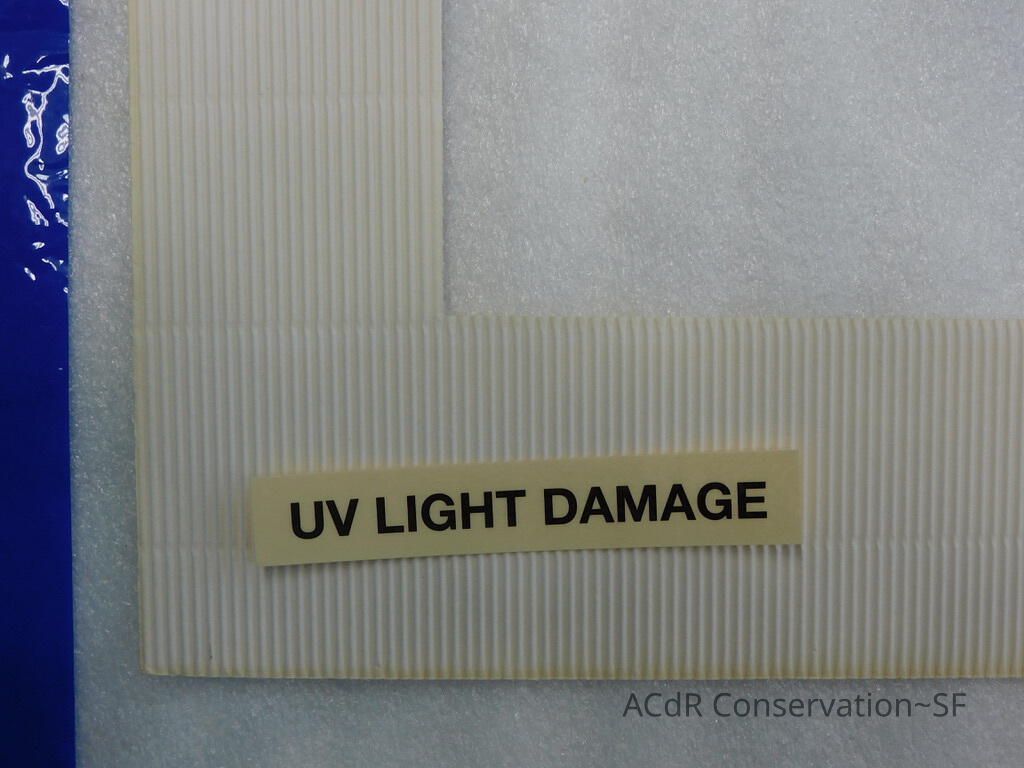 UV LIGHT DAMAGE
ACdR Conservation~SF